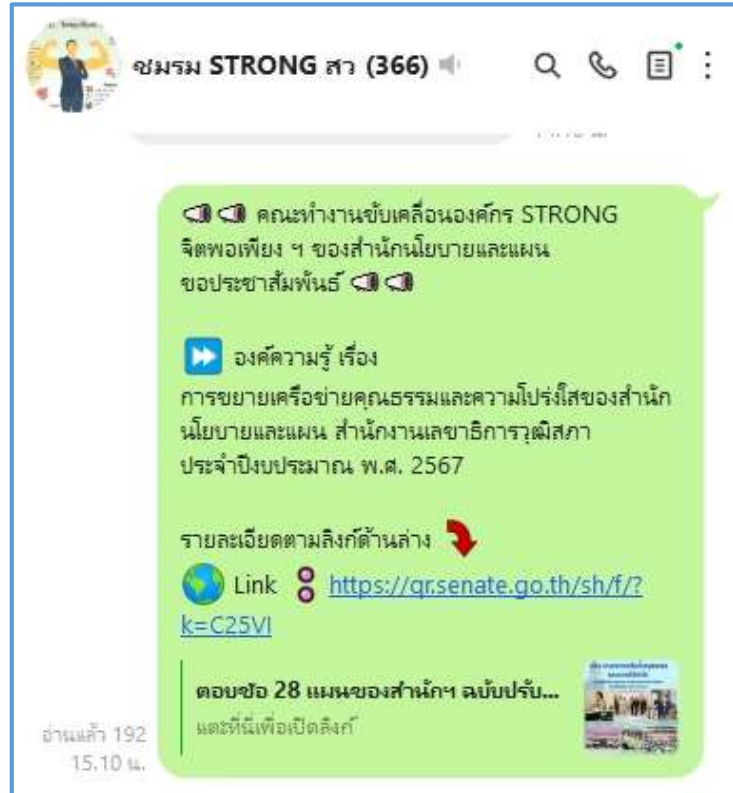 ชมรม STRONG สว (366)
คณะทำงานขับเคลื่อนองค์กร STRONG
จิตพอเพียง ฯ ของสำนักนโยบายและแผน
ขอประชาสัมพันธ์
องค์ความรู้ เรื่อง
การขยายเครือข่ายคุณธรรมและความโปร่งใสของสำนัก
นโยบายและแผน สำนักงานเลขาธิการวุฒิสภา
ประจำปีงบประมาณ พ.ศ. 2567
รายละเอียดตามลิงก์ด้านล่าง
Link https://qr.senate.go.th/sh/f/?
k=C25VI
ตอบข้อ 28 แผนของสำนักฯ ฉบับปรับ...
แตะที่นี่เพื่อเปิดลิงก์
อ่านแล้ว 192
15.10 น.